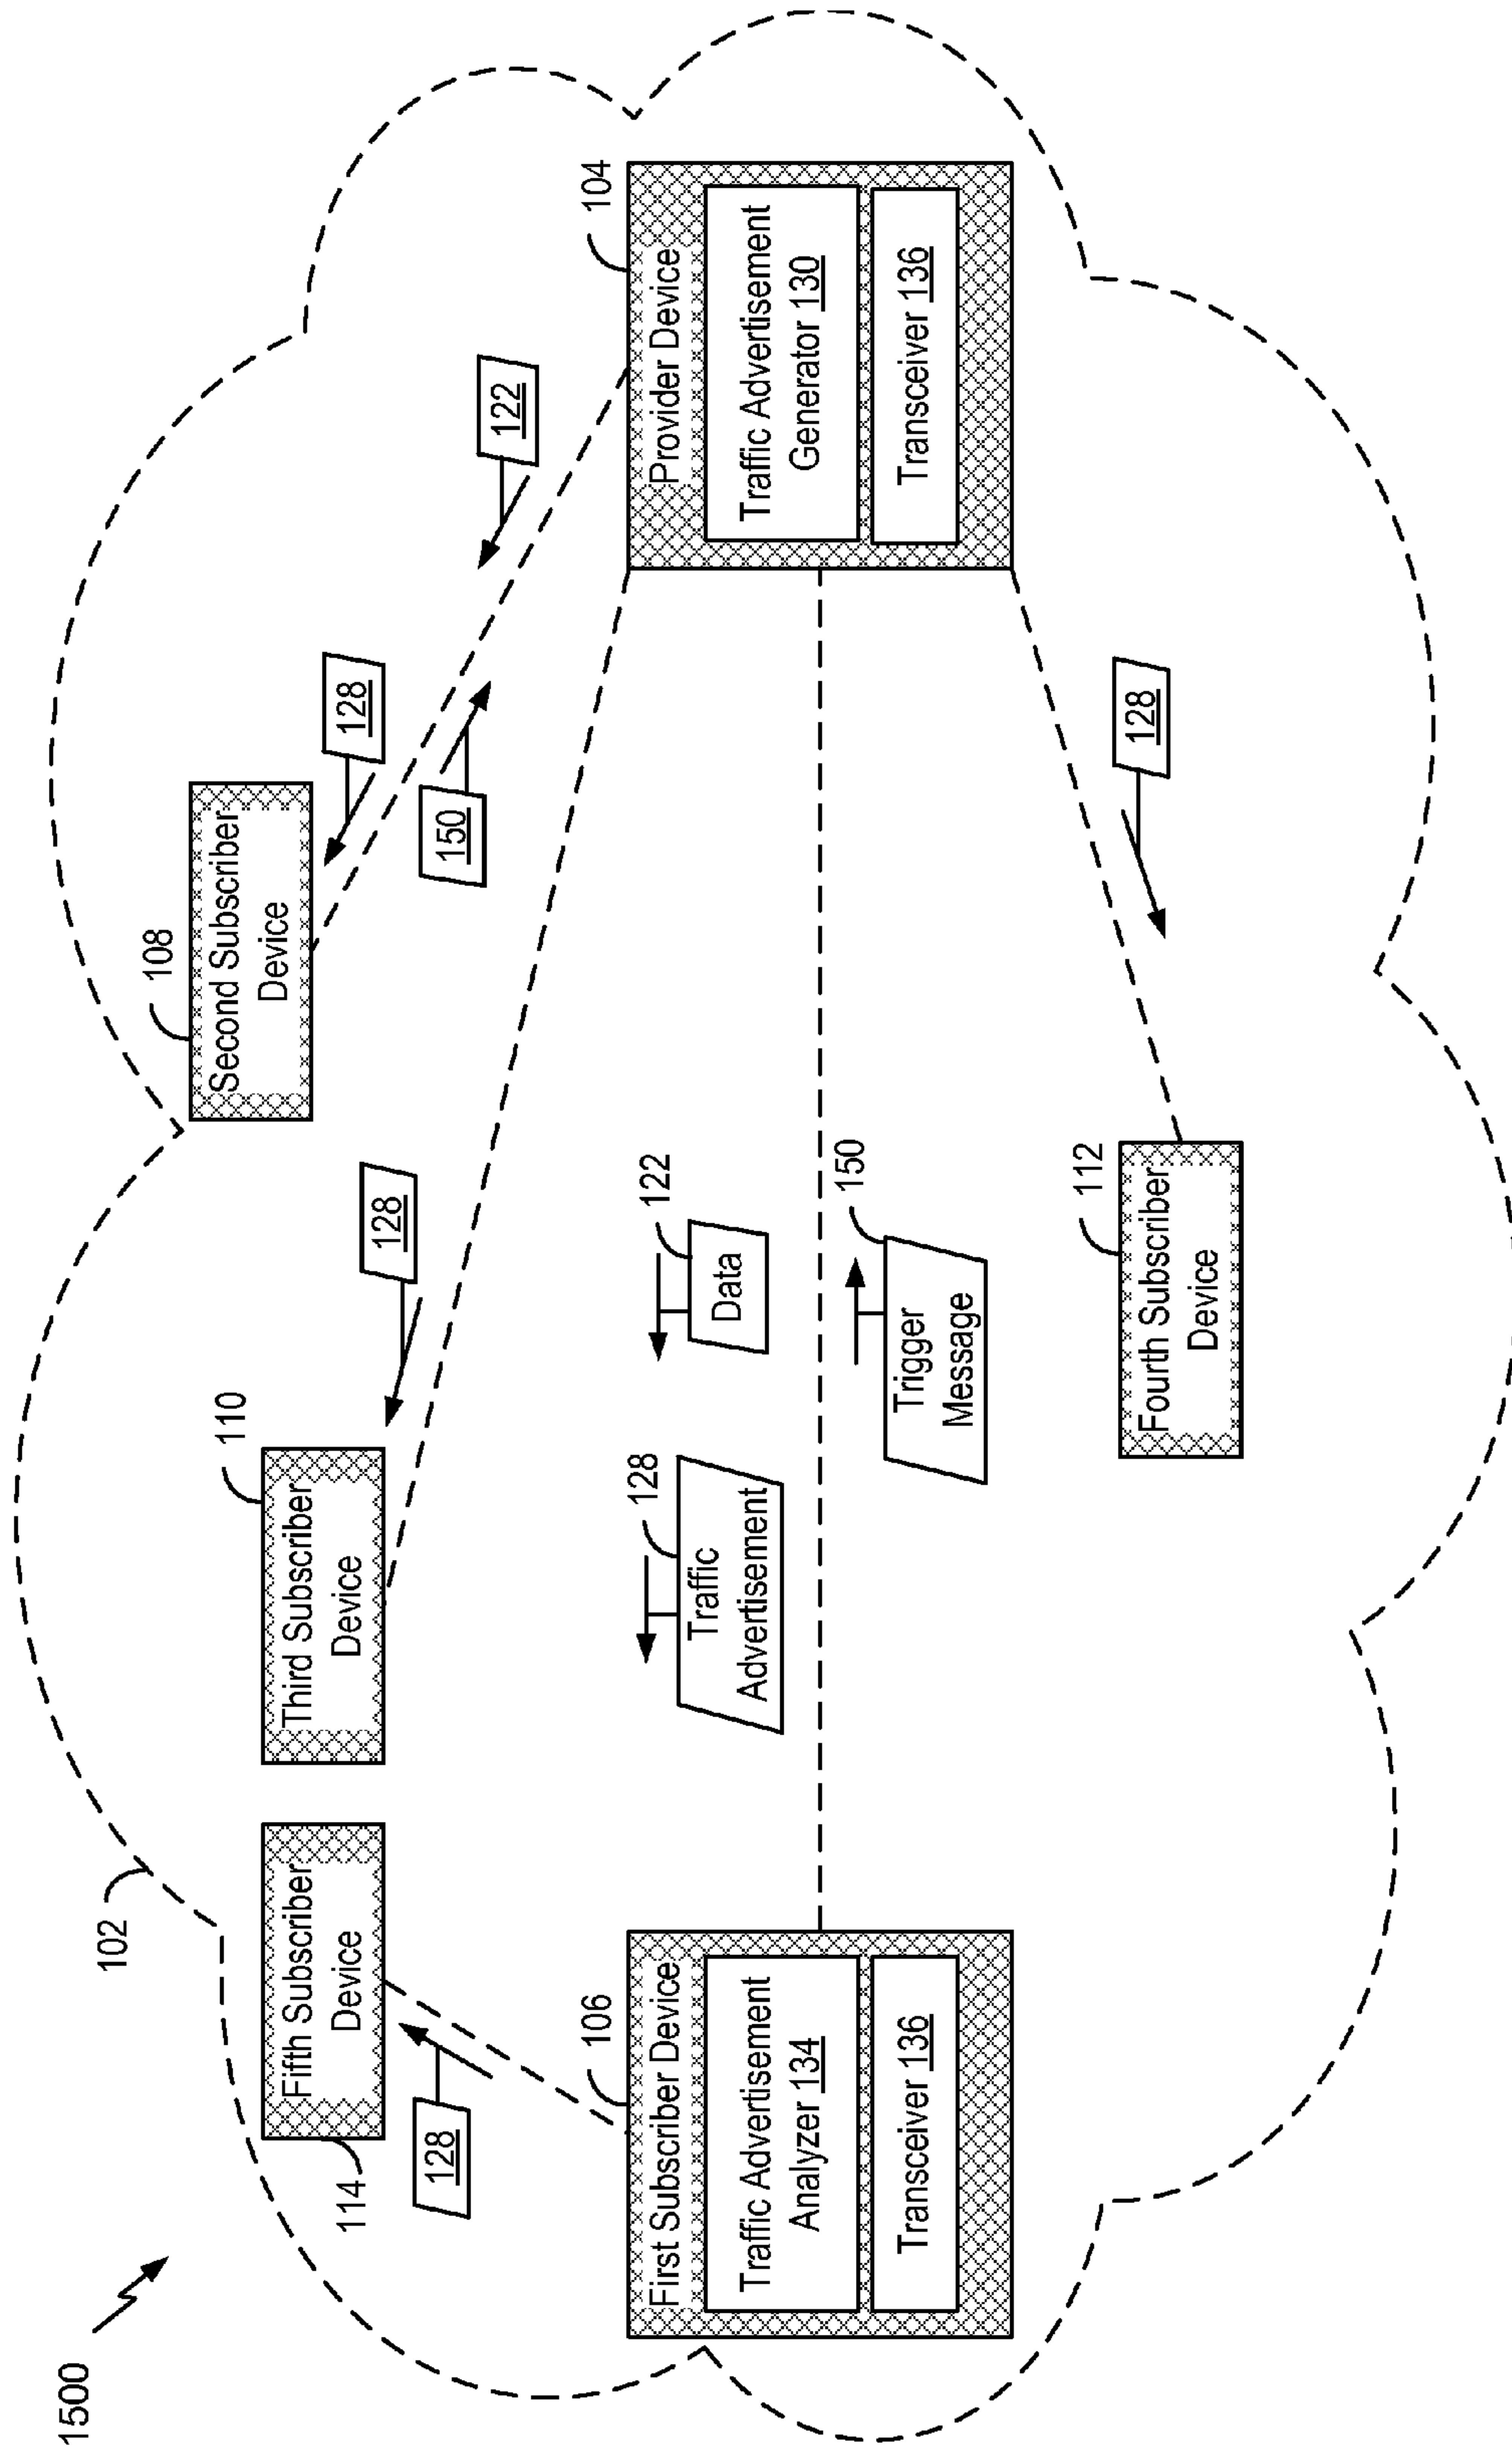 1500
102
114
Fifth Subscriber
Device
128
110
Third Subscriber
Device
128
108
Second Subscriber
Device
128
150
122
106
First Subscriber Device
Traffic Advertisement
Analyzer 134
Transceiver 136
128
Traffic
Advertisement
122
Data
150
Trigger
Message
104
Provider Device
Traffic Advertisement
Generator 130
Transceiver 136
112
Fourth Subscriber
Device
128